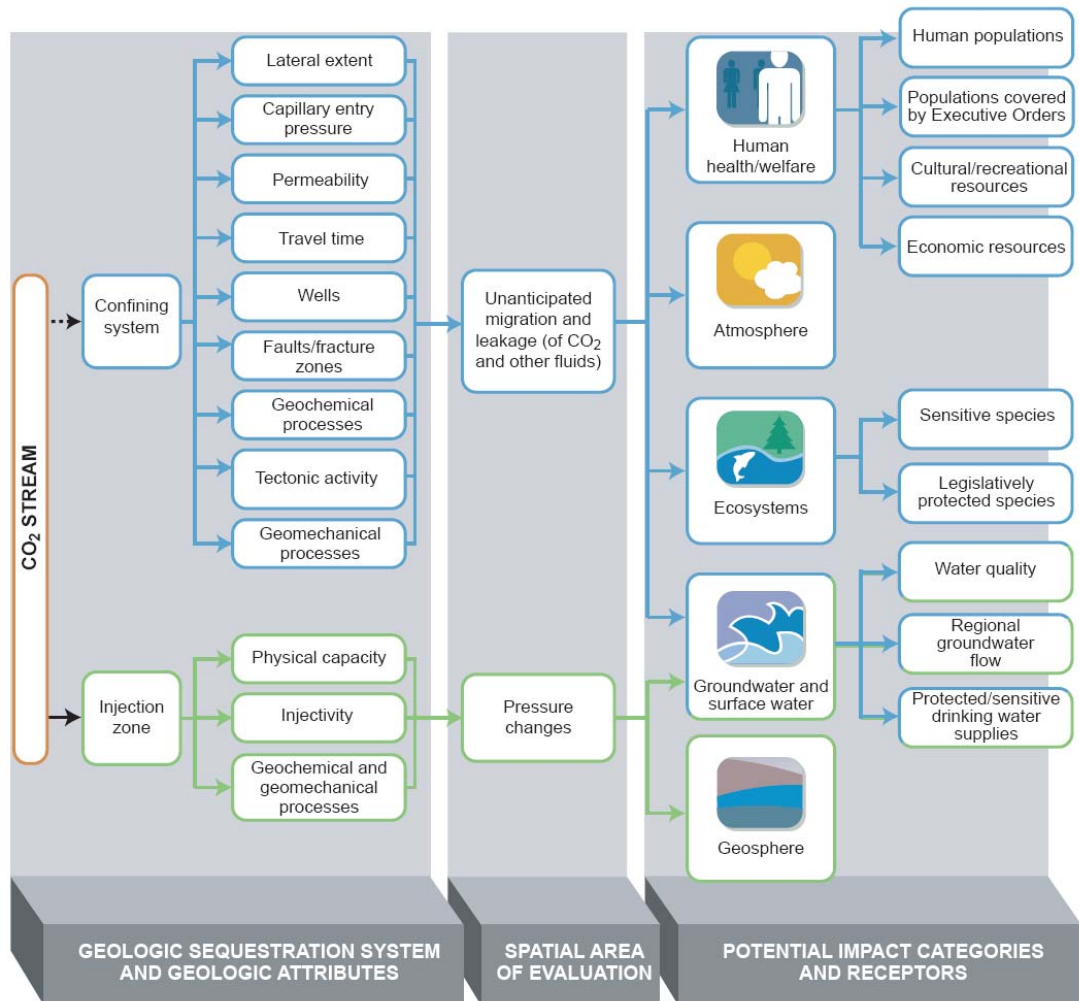 CO₂ STREAM
Confining
system
Injection
zone
Lateral extent
Capillary entry
pressure
Permeability
Travel time
Wells
Faults/fracture
zones
Geochemical
processes
Tectonic activity
Geomechanical
processes
Physical capacity
Injectivity
Geochemical and
geomechanical
processes
Unanticipated
migration and
leakage (of CO₂
and other fluids)
Pressure
changes
Human
health/welfare
Atmosphere
Ecosystems
Groundwater and
surface water
Geosphere
Human populations
Populations covered
by Executive Orders
Cultural/recreational
resources
Economic resources
Sensitive species
Legislatively
protected species
Water quality
Regional
groundwater
flow
Protected/sensitive
drinking water
supplies
GEOLOGIC SEQUESTRATION SYSTEM
AND GEOLOGIC ATTRIBUTES
SPATIAL AREA
OF EVALUATION
POTENTIAL IMPACT CATEGORIES
AND RECEPTORS